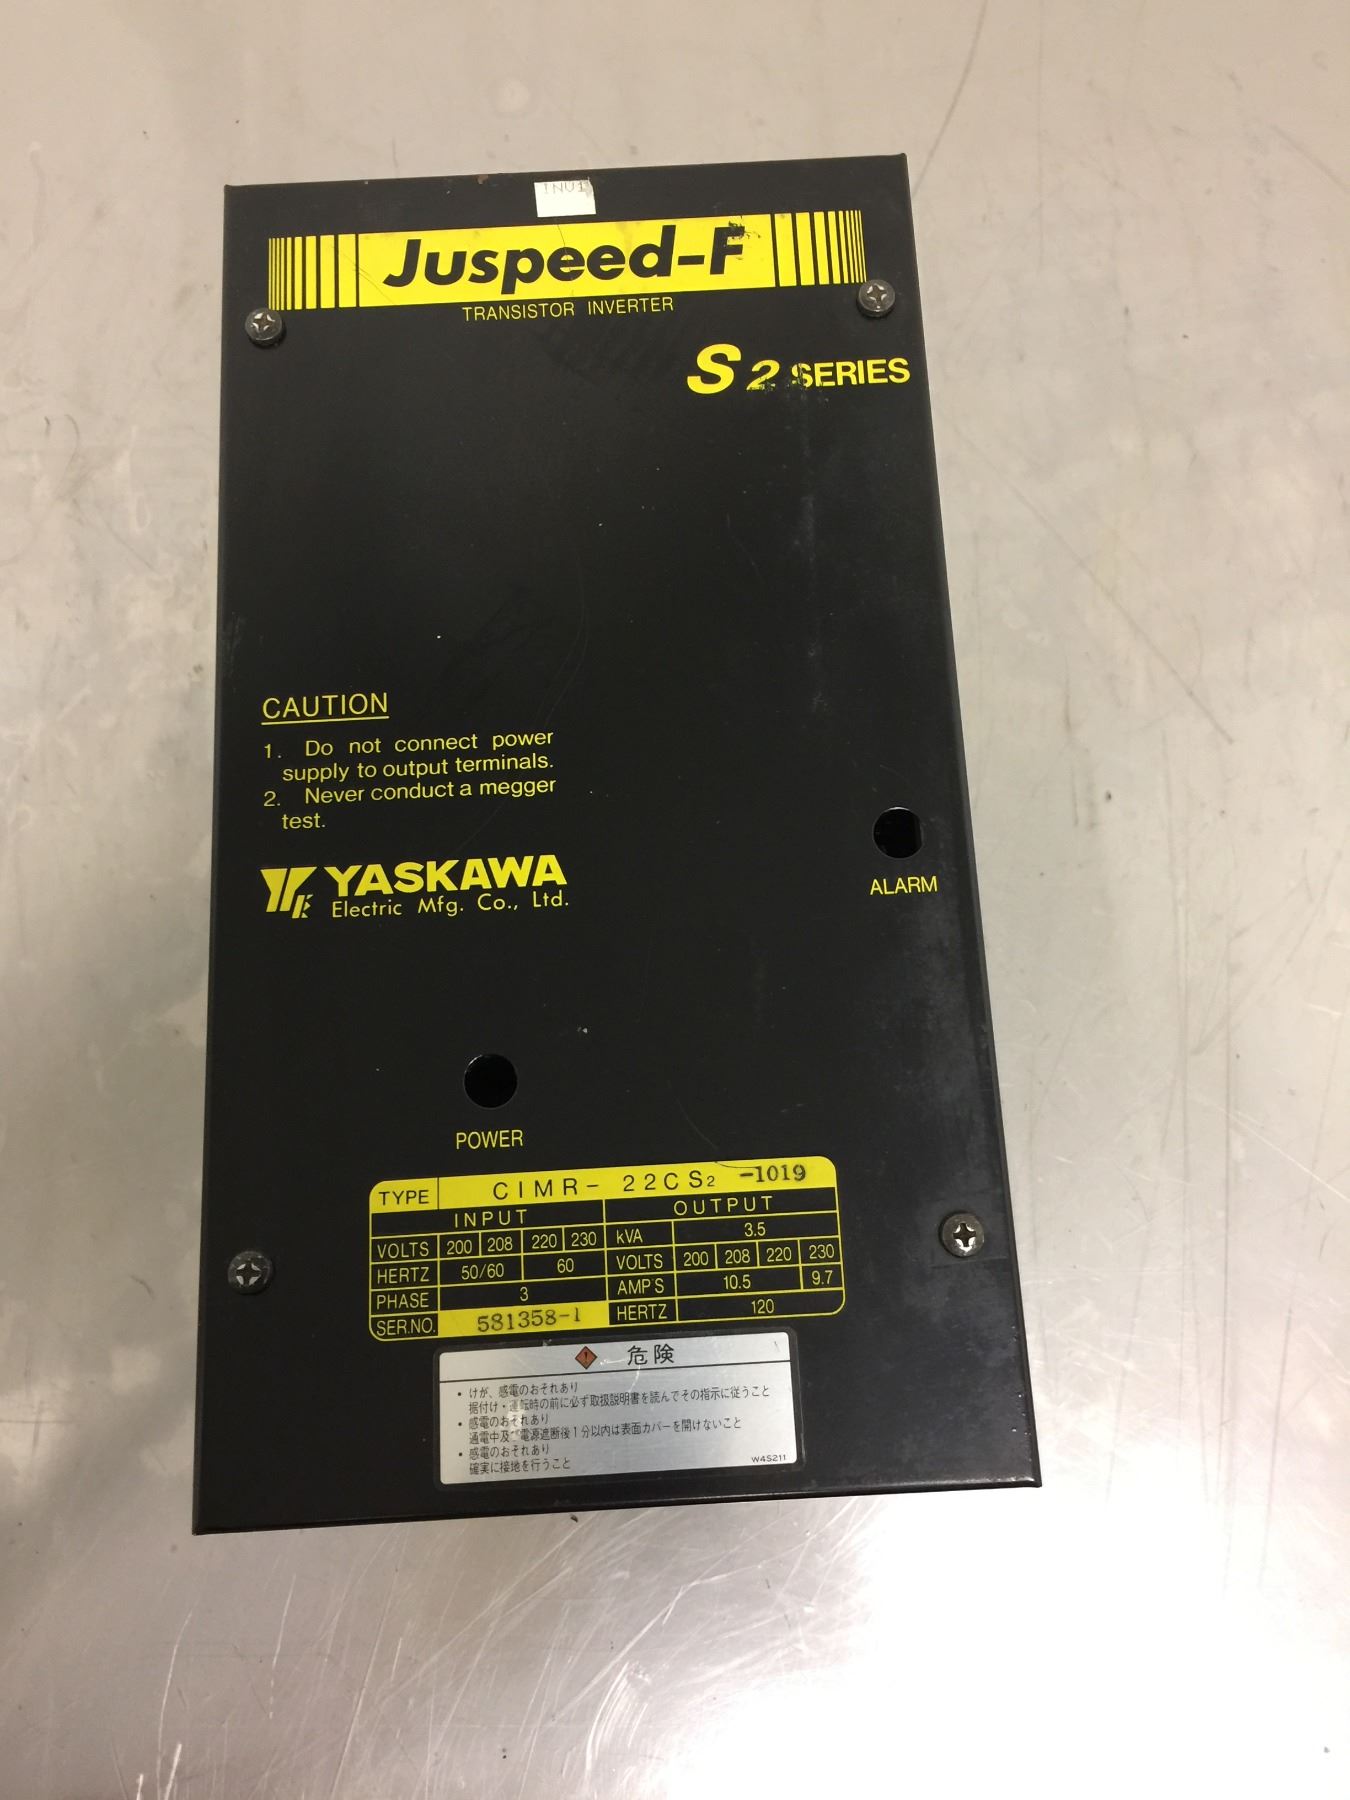 INV1
Juspeed-F
TRANSISTOR INVERTER
S2 SERIES
CAUTION
1. Do not connect power
supply to output terminals.
2. Never conduct a megger
test.
YASKAWA
Electric Mfg. Co., Ltd.
ALARM
POWER
TYPE CIMR-22CS2 -1019
INPUT OUTPUT
VOLTS 200 208 220 230 kVA 3.5
HERTZ 50/60 60 VOLTS 200 208 220 230
PHASE 3 AMP'S 10.5 9.7
SER.NO. 581358-1 HERTZ 120
危険
• けが、感電のおそれあり
据付け・運転時の前に必ず取扱説明書を読んでその指示に従うこと
• 感電のおそれあり
通電中及び電源遮断後1分以内は表面カバーを開けないこと
• 感電のおそれあり
確実に接地を行うこと
W4S211